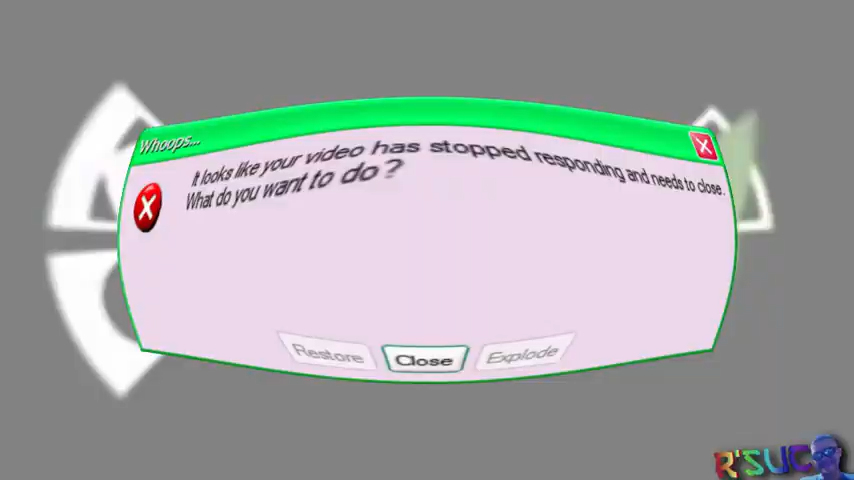 Whoops...
It looks like your video has stopped responding and needs to close.
What do you want to do?
Restore
Close
Explode
R'SUC